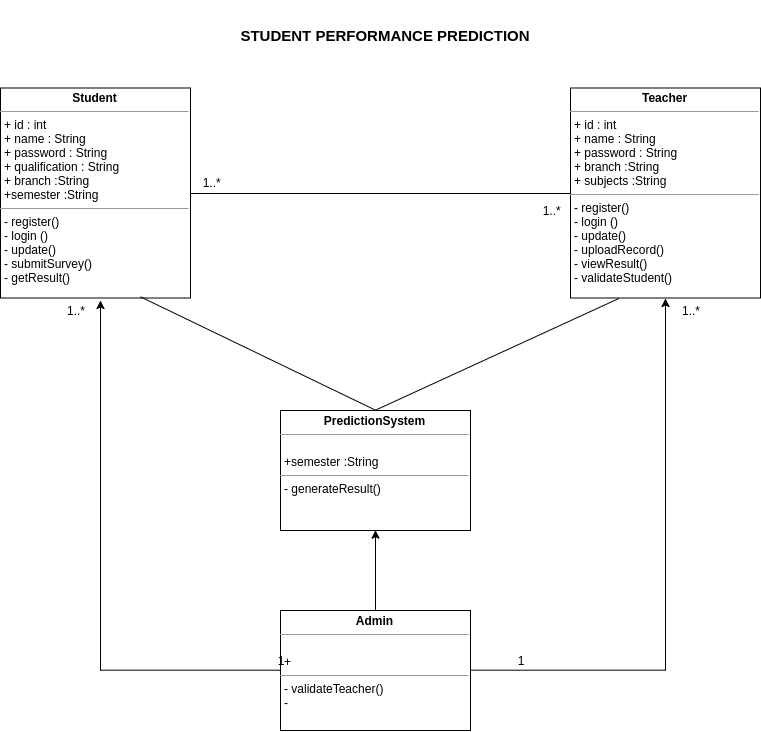 STUDENT PERFORMANCE PREDICTION
Student
+ id : int
+ name : String
+ password : String
+ qualification : String
+ branch :String
+semester :String
- register()
- login ()
- update()
- submitSurvey()
- getResult()
1..*
1..*
Teacher
+ id : int
+ name : String
+ password : String
+ branch :String
+ subjects :String
- register()
- login ()
- update()
- uploadRecord()
- viewResult()
- validateStudent()
1..*
1..*
PredictionSystem
+semester :String
- generateResult()
Admin
1
+
1
- validateTeacher()
-